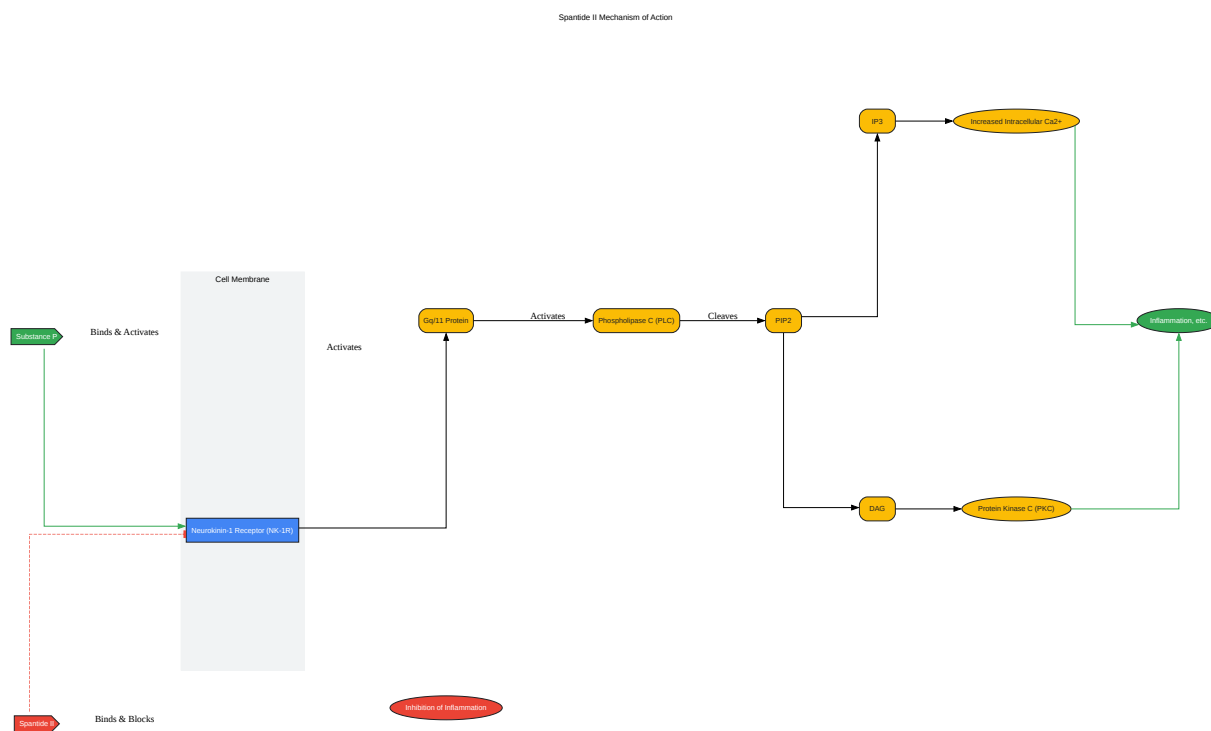 Spantide II Mechanism of Action
IP3
Increased Intracellular Ca2+
Cell Membrane
Substance P
Binds & Activates
Activates
Gq/11 Protein
Activates
Phospholipase C (PLC)
Cleaves
PIP2
Inflammation, etc.
Neurokinin-1 Receptor (NK-1R)
DAG
Protein Kinase C (PKC)
Spantide II
Binds & Blocks
Inhibition of Inflammation